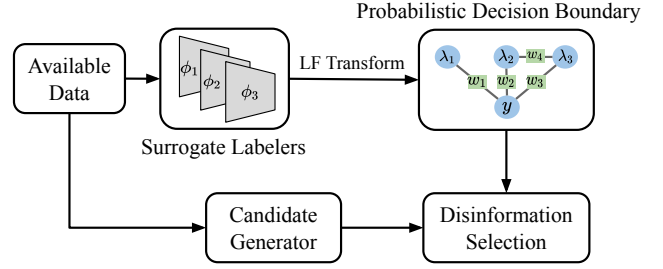 Probabilistic Decision Boundary
Available
Data
ϕ₁
ϕ₂
ϕ₃
Surrogate Labelers
LF Transform
λ₁ λ₂ w₄ λ₃
w₁ w₂ w₃
y
Candidate
Generator
Disinformation
Selection